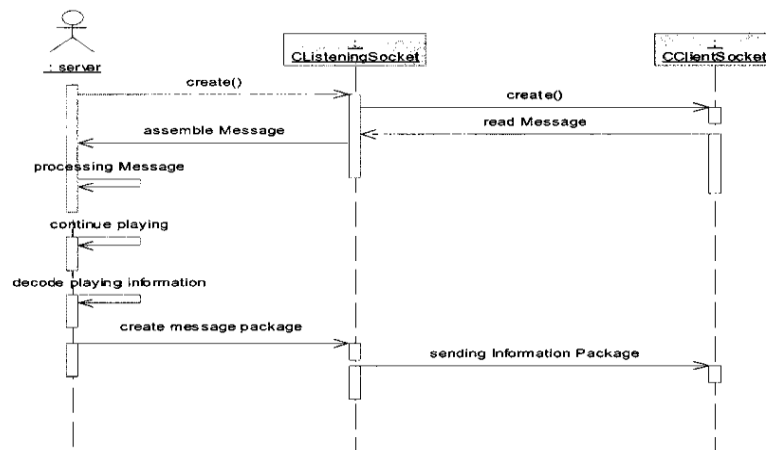 :
:
: server
CListeningSocket
CClientSocket
create()
create()
read Message
assemble Message
processing Message
continue playing
decode playing information
create message package
sending Information Package